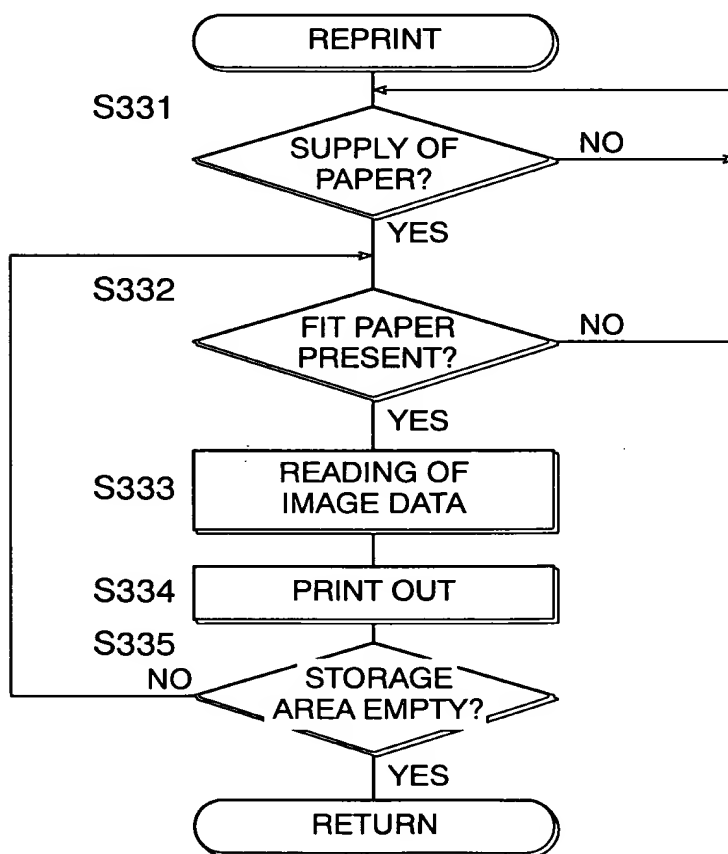 REPRINT
S331
SUPPLY OF
PAPER?
NO
YES
S332
FIT PAPER
PRESENT?
NO
YES
S333
READING OF
IMAGE DATA
S334
PRINT OUT
S335
NO
STORAGE
AREA EMPTY?
YES
RETURN